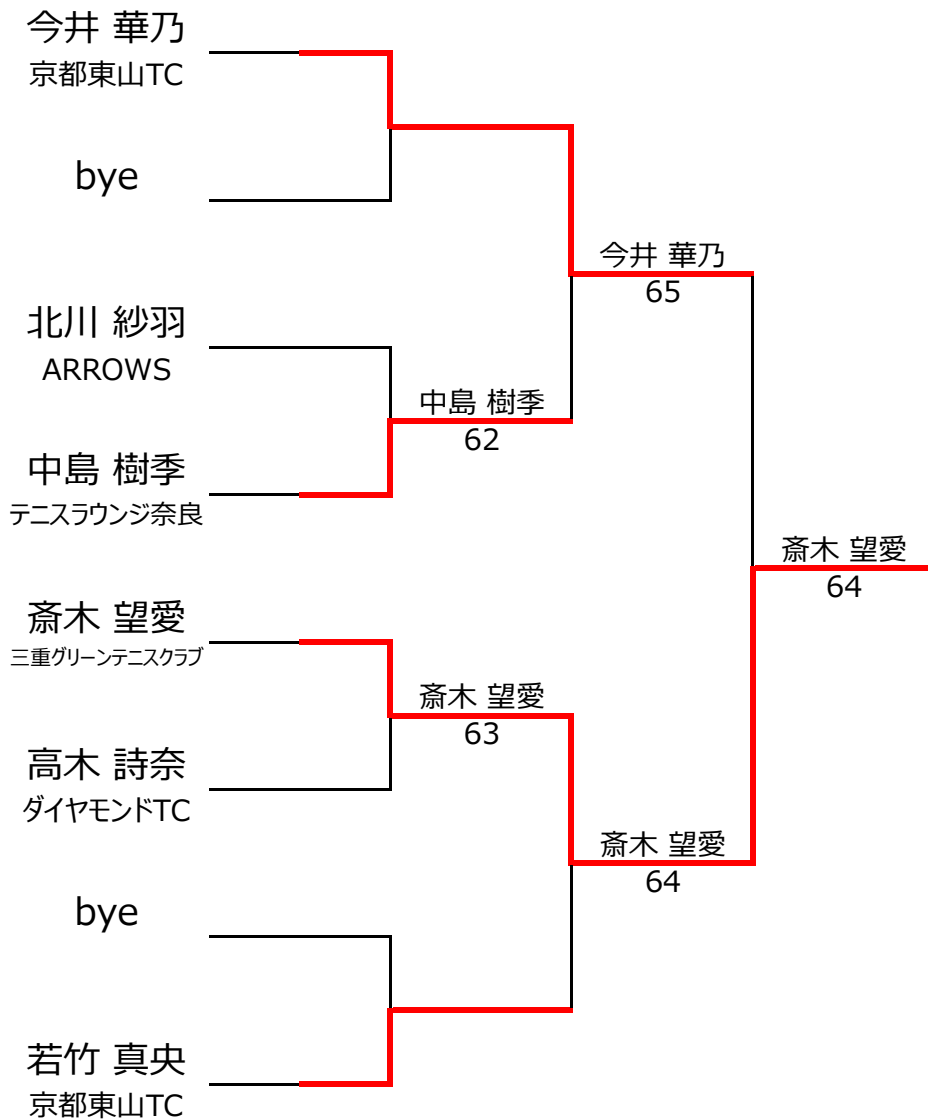 今井 華乃
京都東山TC
bye
北川 紗羽
ARROWS
中島 樹季
テニスラウンジ奈良
斎木 望愛
三重グリーンテニスクラブ
高木 詩奈
ダイヤモンドTC
bye
若竹 真央
京都東山TC
中島 樹季
62
斎木 望愛
63
今井 華乃
65
斎木 望愛
64
斎木 望愛
64